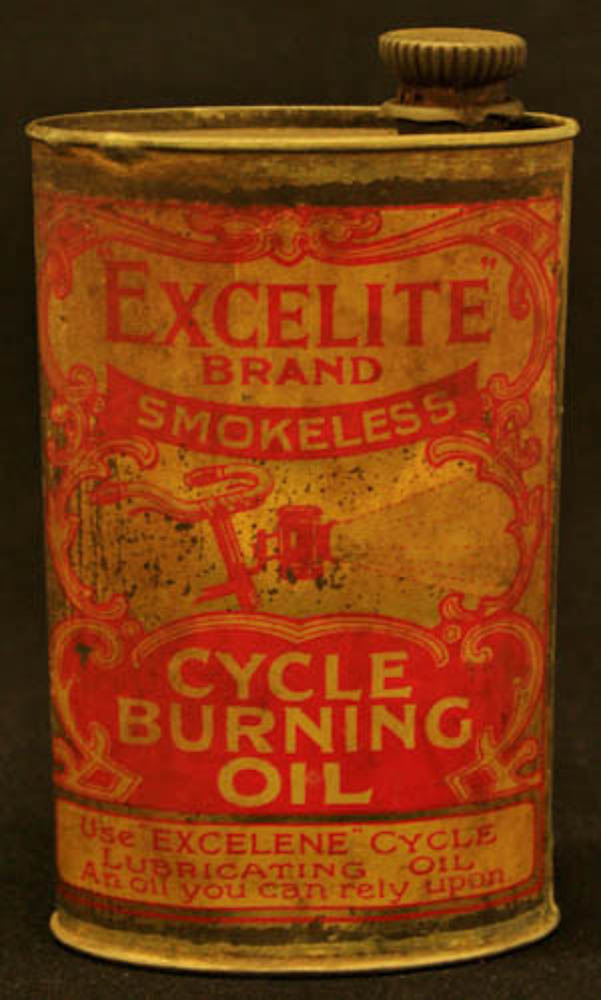 "EXCELITE"
BRAND
SMOKELESS
CYCLE
BURNING
OIL
Use "EXCELENE" CYCLE
LUBRICATING OIL
An oil you can rely upon.